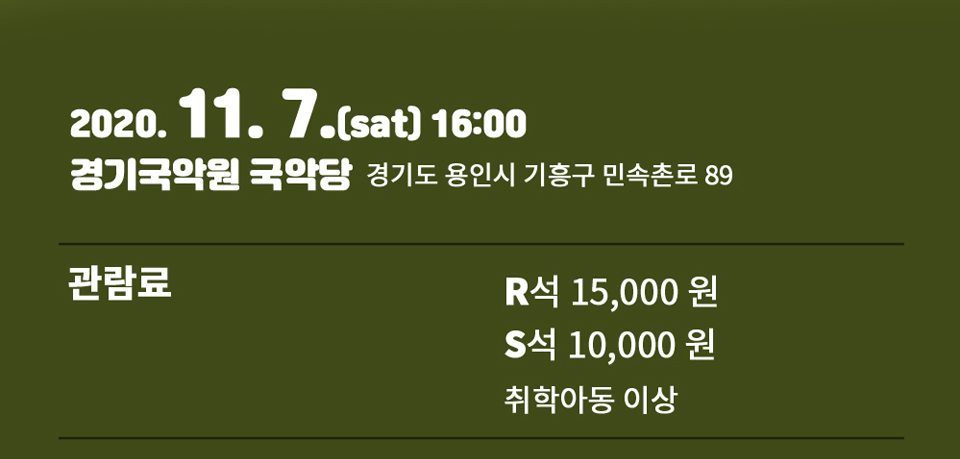 2020. 11. 7.(sat) 16:00
경기국악원 국악당 경기도 용인시 기흥구 민속촌로 89
관람료
R석 15,000 원
S석 10,000 원
취학아동 이상